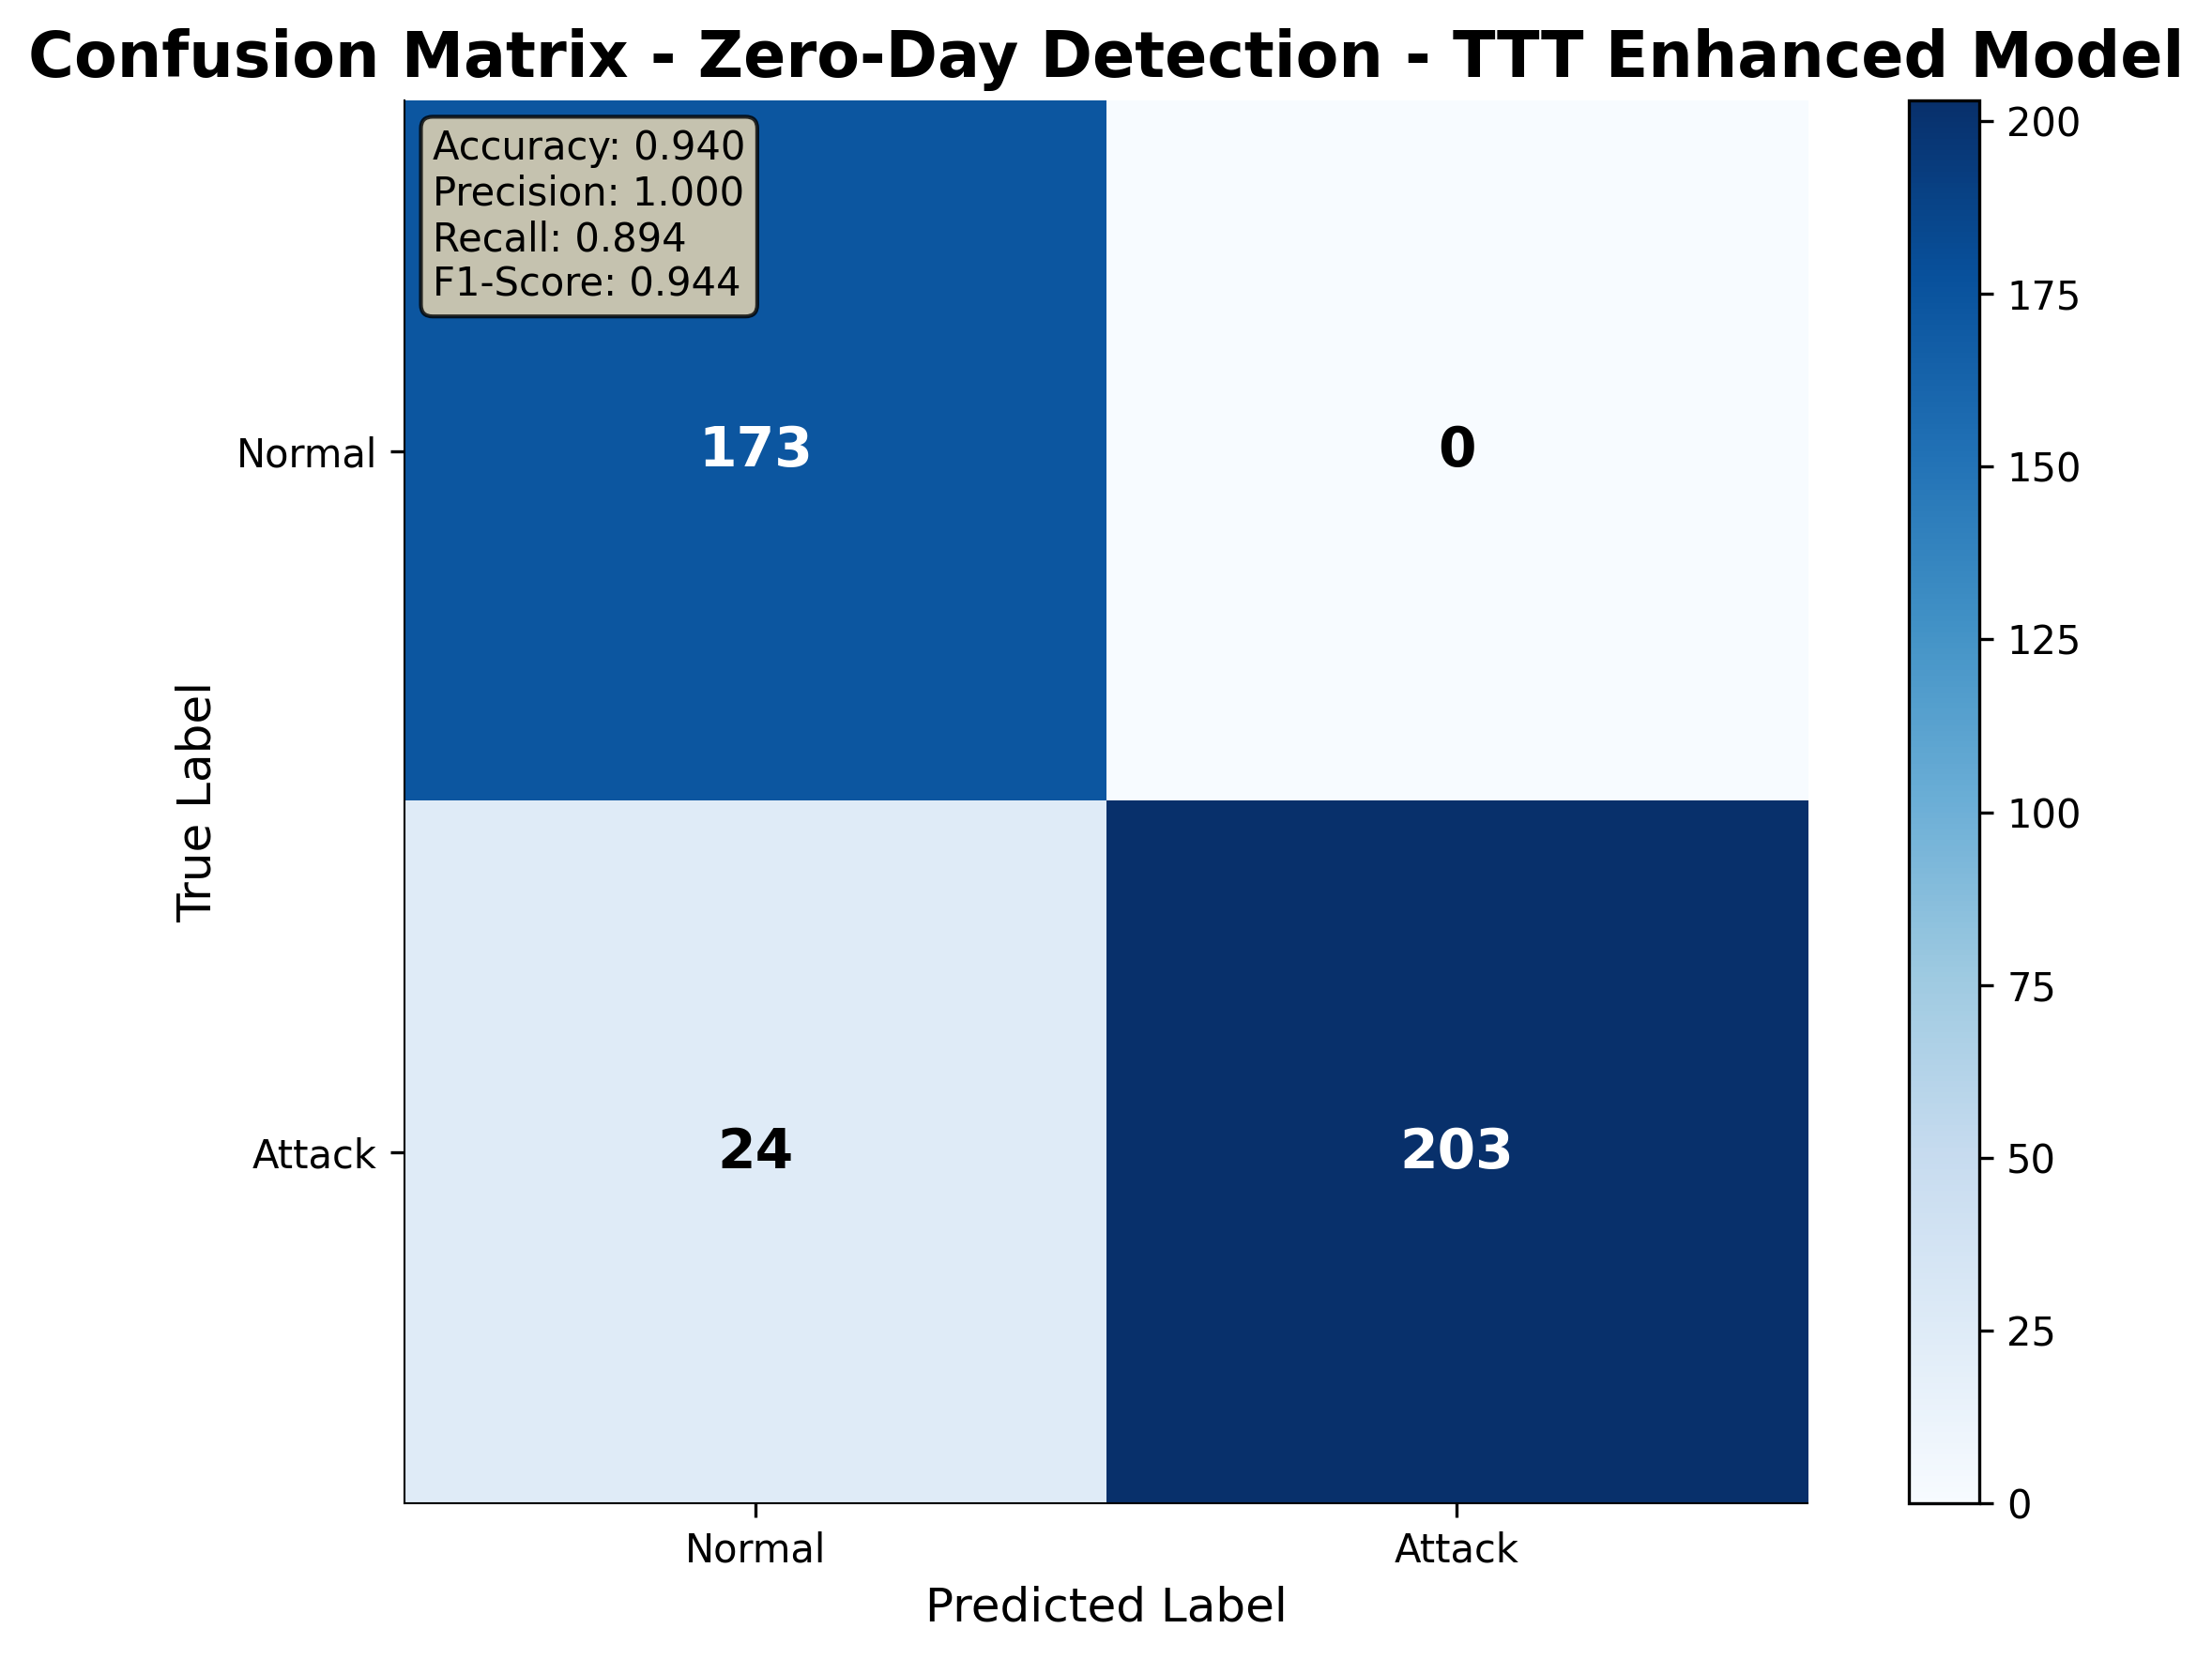 Confusion Matrix - Zero-Day Detection - TTT Enhanced Model
Accuracy: 0.940
Precision: 1.000
Recall: 0.894
F1-Score: 0.944
True Label
Normal
173
0
Attack
24
203
Normal
Attack
Predicted Label
200
175
150
125
100
75
50
25
0